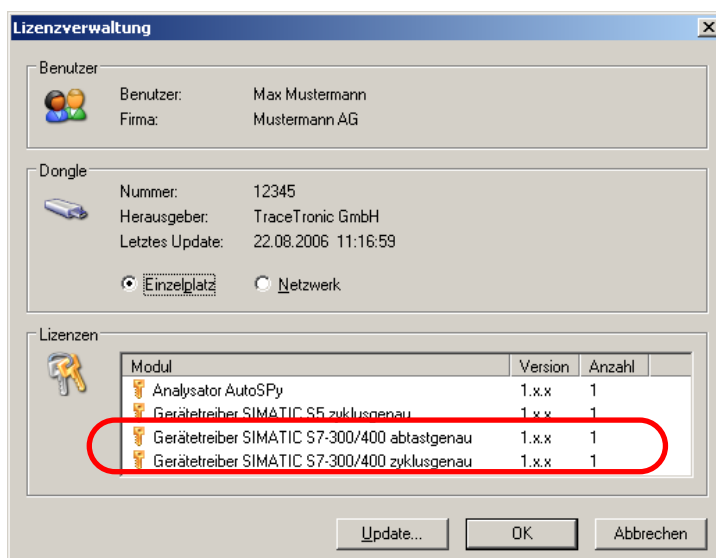 Lizenzverwaltung
Benutzer
Benutzer: Max Mustermann
Firma: Mustermann AG
Dongle
Nummer: 12345
Herausgeber: TraceTronic GmbH
Letztes Update: 22.08.2006 11:16:59
Einzelplatz Netzwerk
Lizenzen
Modul Version Anzahl
Analysator AutoSPy 1.x.x 1
Gerätetreiber SIMATIC S5 zyklusgenau 1.x.x 1
Gerätetreiber SIMATIC S7-300/400 abtastgenau 1.x.x 1
Gerätetreiber SIMATIC S7-300/400 zyklusgenau 1.x.x 1
Update... OK Abbrechen